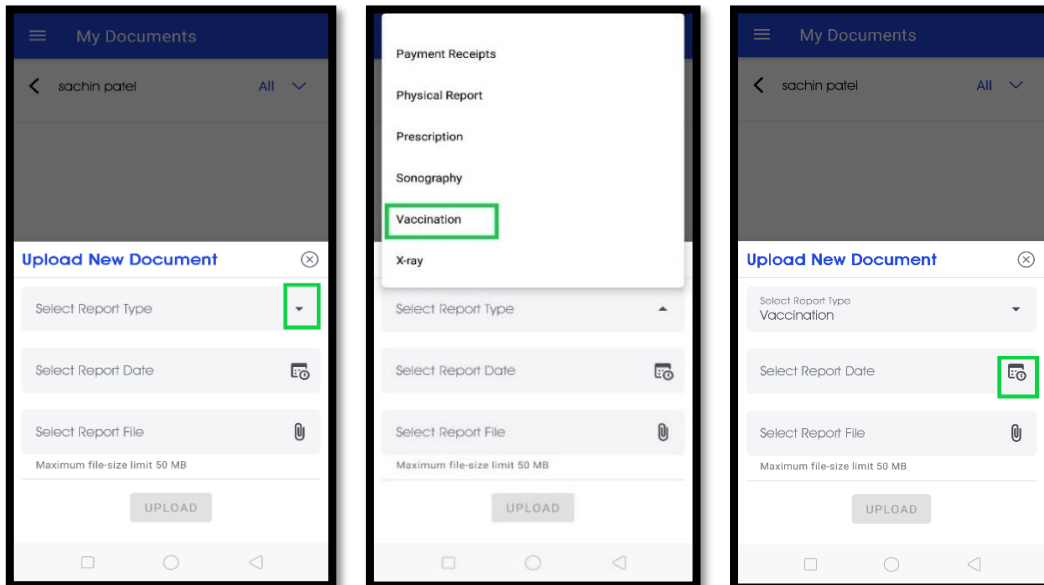 My Documents
sachin patel All
Upload New Document
Select Report Type
Select Report Date
Select Report File
Maximum file-size limit 50 MB
UPLOAD
Payment Receipts
Physical Report
Prescription
Sonography
Vaccination
X-ray
Select Report Type
Select Report Date
Select Report File
Maximum file-size limit 50 MB
UPLOAD
My Documents
sachin patel All
Upload New Document
Select Report Type
Vaccination
Select Report Date
Select Report File
Maximum file-size limit 50 MB
UPLOAD